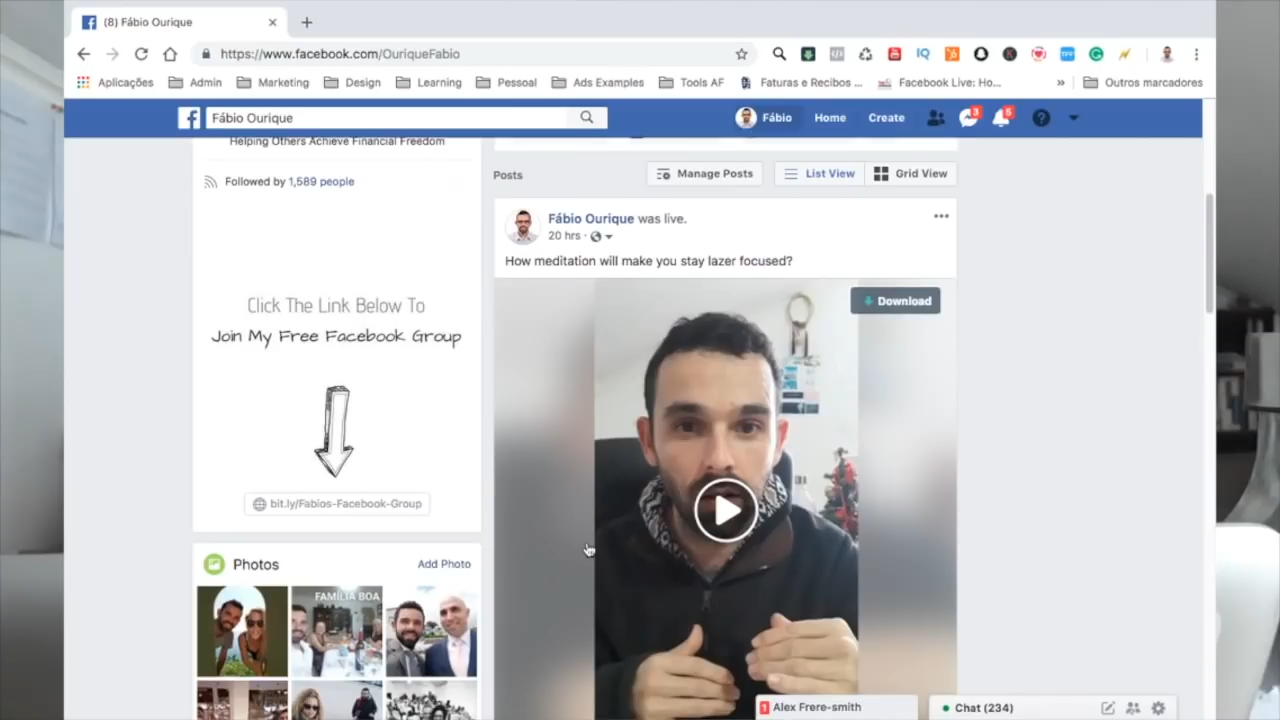 (8) Fábio Ourique
https://www.facebook.com/OuriqueFabio
Aplicações Admin Marketing Design Learning Pessoal Ads Examples Tools AF Faturas e Recibos ... Facebook Live: Ho... » Outros marcadores
Fábio Ourique
Fábio Home Create 3 5
Helping Others Achieve Financial Freedom
Followed by 1,589 people
Posts Manage Posts List View Grid View
Fábio Ourique was live.
20 hrs ·
How meditation will make you stay lazer focused?
Download
Click The Link Below To
Join My Free Facebook Group
bit.ly/Fabios-Facebook-Group
Photos Add Photo
FAMÍLIA BOA
1 Alex Frere-smith
Chat (234)